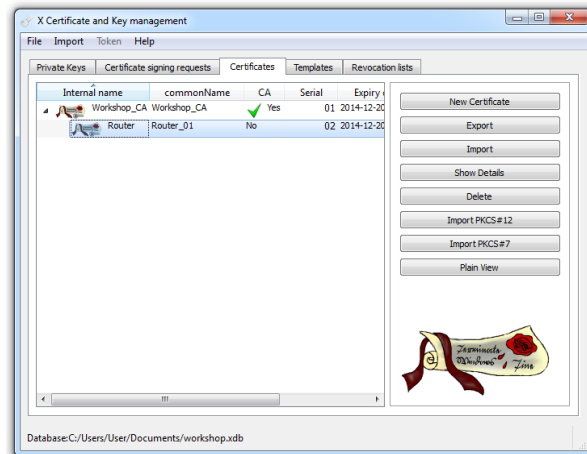 X Certificate and Key management
File Import Token Help
Private Keys Certificate signing requests Certificates Templates Revocation lists
Internal name commonName CA Serial Expiry
Workshop_CA Workshop_CA Yes 01 2014-12-20
Router Router_01 No 02 2014-12-20
New Certificate
Export
Import
Show Details
Delete
Import PKCS#12
Import PKCS#7
Plain View
Database:C:/Users/User/Documents/workshop.xdb